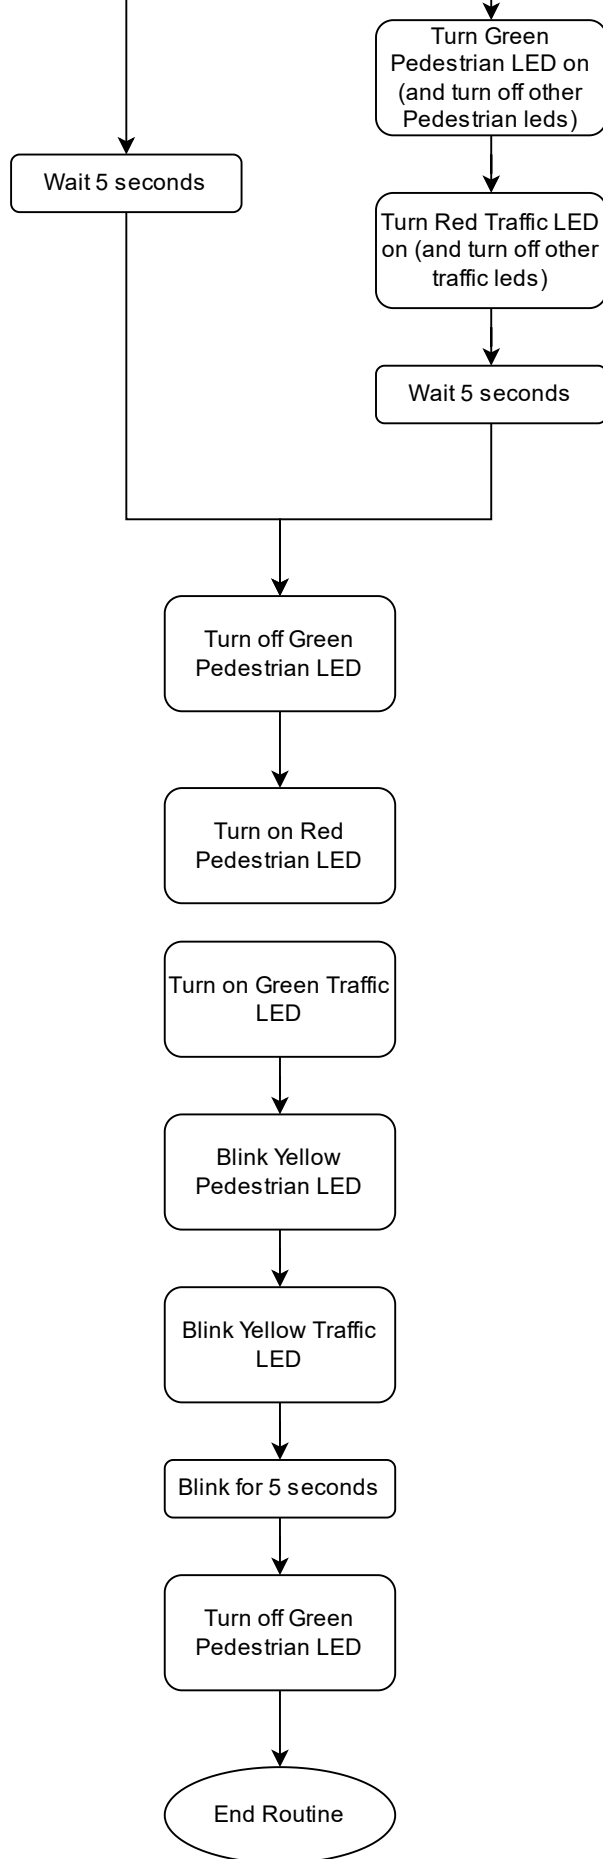 Turn Green
Pedestrian LED on
(and turn off other
Pedestrian leds)
Wait 5 seconds
Turn Red Traffic LED
on (and turn off other
traffic leds)
Wait 5 seconds
Turn off Green
Pedestrian LED
Turn on Red
Pedestrian LED
Turn on Green Traffic
LED
Blink Yellow
Pedestrian LED
Blink Yellow Traffic
LED
Blink for 5 seconds
Turn off Green
Pedestrian LED
End Routine